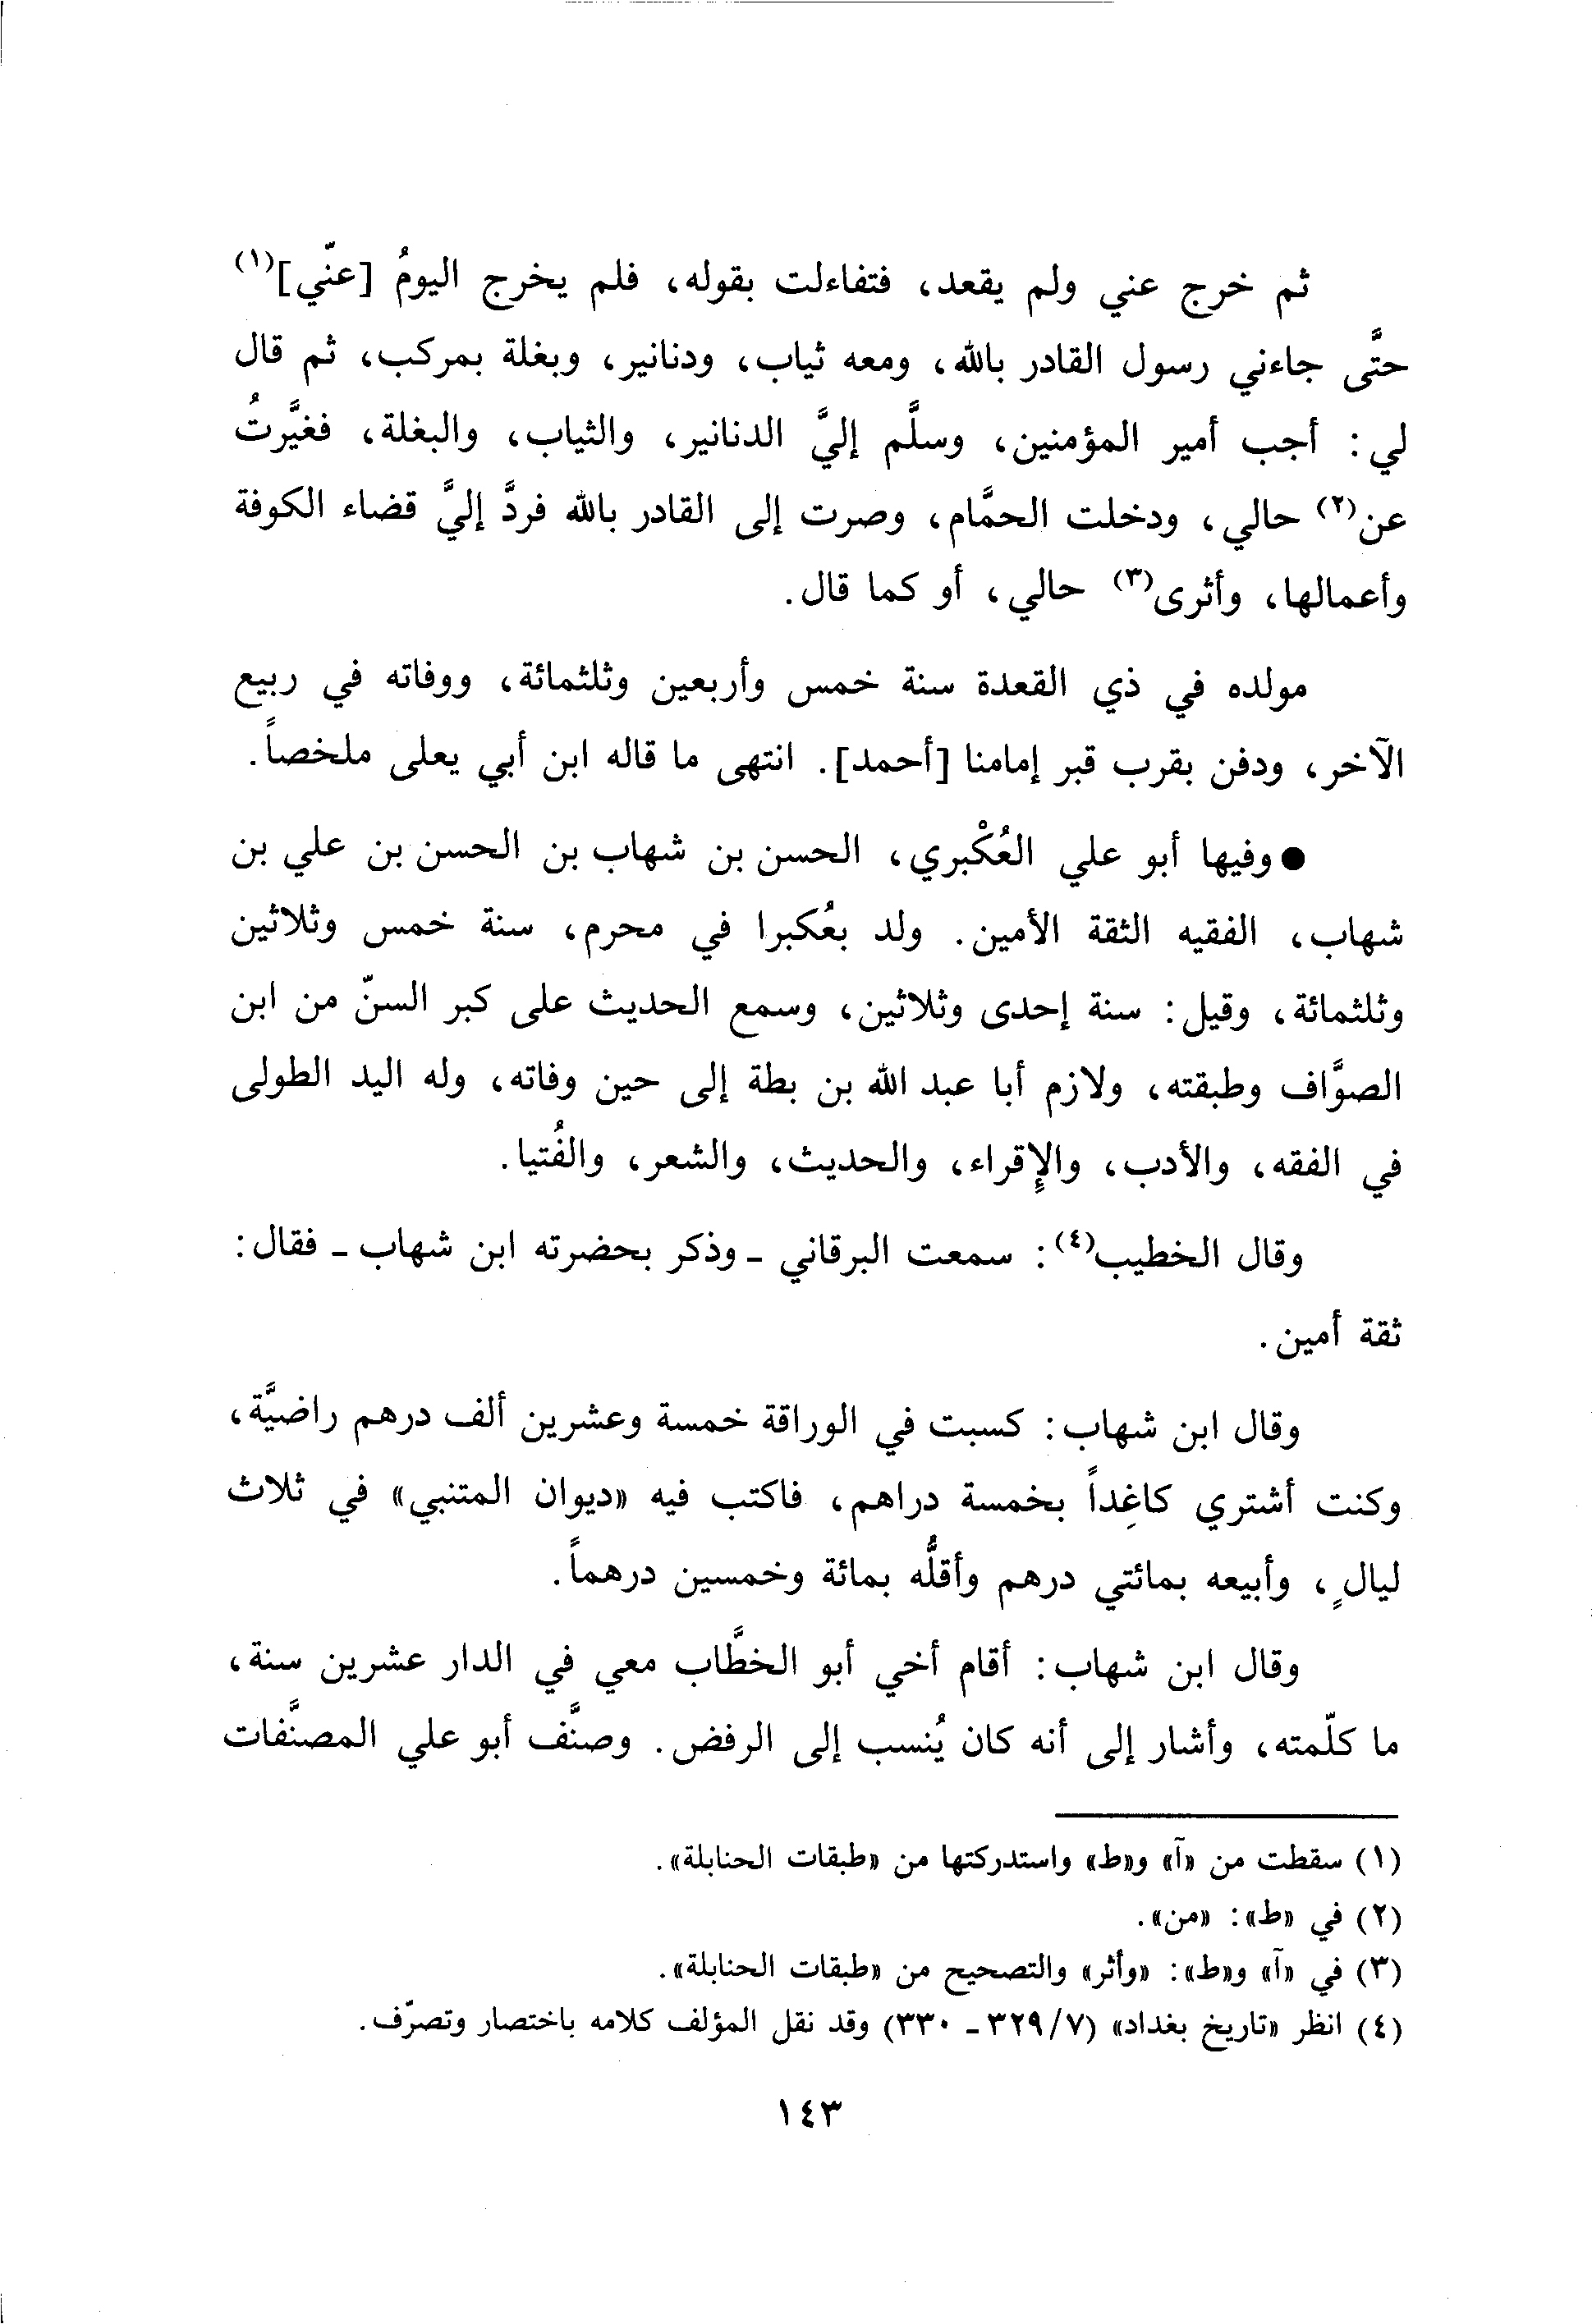 ثم خرج عني ولم يقعد، فتفاءلت بقوله، فلم يخرج اليومُ [عنّي](١)
حتَّى جاءني رسول القادر بالله، ومعه ثياب، ودنانير، وبغلة بمركب، ثم قال
لي: أجب أمير المؤمنين، وسلَّم إليَّ الدنانير، والثياب، والبغلة، فغيَّرتُ
عن(٢) حالي، ودخلت الحمَّام، وصرت إلى القادر بالله فردَّ إليَّ قضاء الكوفة
وأعمالها، وأثرى(٣) حالي، أو كما قال.
مولده في ذي القعدة سنة خمس وأربعين وثلثمائة، ووفاته في ربيع
الآخر، ودفن بقرب قبر إمامنا [أحمد]. انتهى ما قاله ابن أبي يعلى ملخصاً.
● وفيها أبو علي العُكْبري، الحسن بن شهاب بن الحسن بن علي بن
شهاب، الفقيه الثقة الأمين. ولد بعُكبرا في محرم، سنة خمس وثلاثين
وثلثمائة، وقيل: سنة إحدى وثلاثين، وسمع الحديث على كبر السنّ من ابن
الصوَّاف وطبقته، ولازم أبا عبد الله بن بطة إلى حين وفاته، وله اليد الطولى
في الفقه، والأدب، والإِقراء، والحديث، والشعر، والفُتيا.
وقال الخطيب(٤): سمعت البرقاني ـ وذكر بحضرته ابن شهاب ـ فقال:
ثقة أمين.
وقال ابن شهاب: كسبت في الوراقة خمسة وعشرين ألف درهم راضيَّة،
وكنت أشتري كاغِداً بخمسة دراهم، فاكتب فيه «ديوان المتنبي» في ثلاث
ليالٍ، وأبيعه بمائتي درهم وأقلُّه بمائة وخمسين درهماً.
وقال ابن شهاب: أقام أخي أبو الخطَّاب معي في الدار عشرين سنة،
ما كلّمته، وأشار إلى أنه كان يُنسب إلى الرفض. وصنَّف أبو علي المصنَّفات
(١) سقطت من «آ» و«ط» واستدركتها من «طبقات الحنابلة».
(٢) في «ط»: «من».
(٣) في «آ» و«ط»: «وأثر» والتصحيح من «طبقات الحنابلة».
(٤) انظر «تاريخ بغداد» (٧/٣٢٩ ـ ٣٣٠) وقد نقل المؤلف كلامه باختصار وتصرّف.
١٤٣